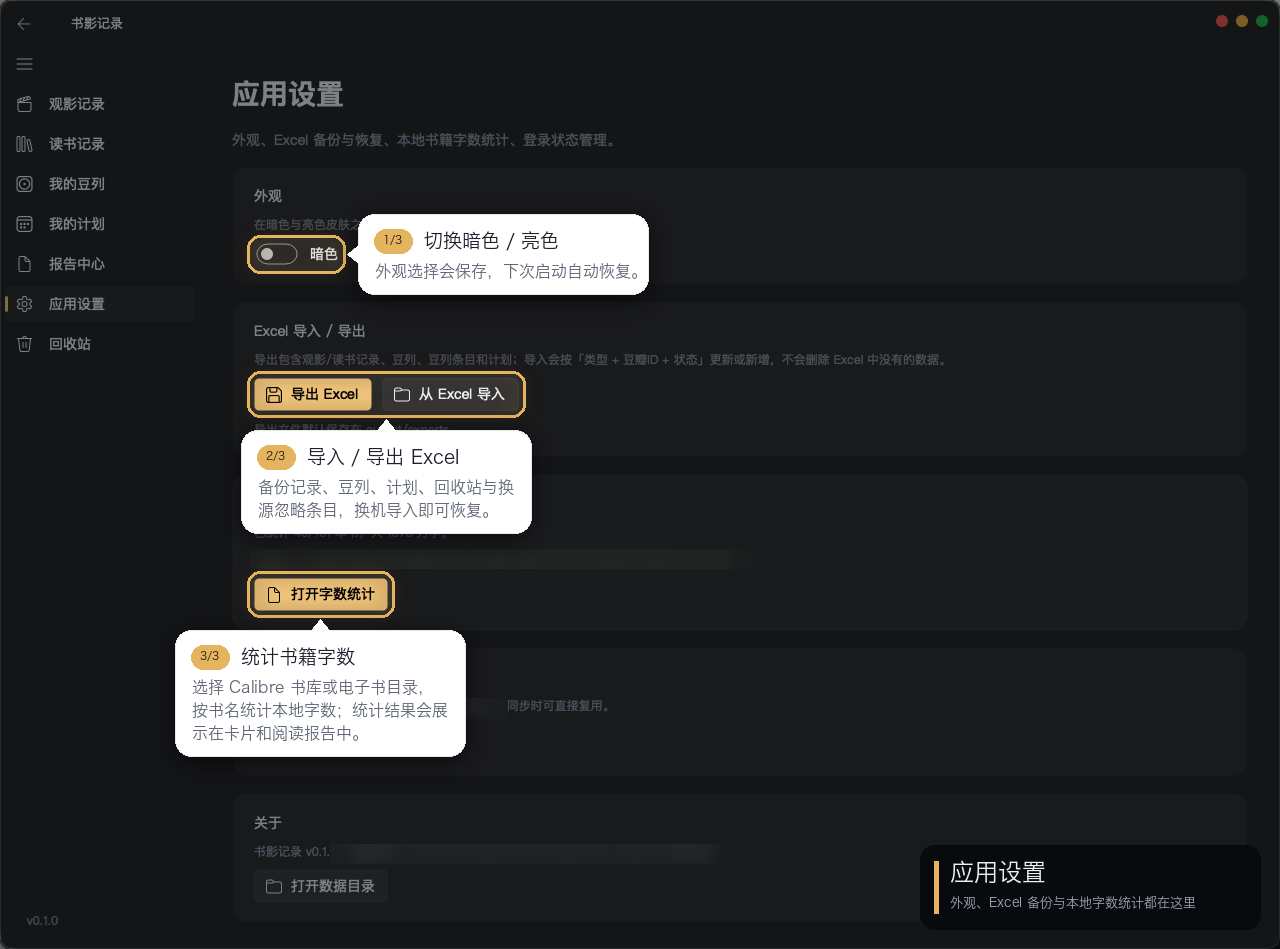 书影记录
观影记录
读书记录
我的豆列
我的计划
报告中心
应用设置
回收站
v0.1.0
应用设置
外观、Excel 备份与恢复、本地书籍字数统计、登录状态管理。
外观
在暗色与亮色皮肤之
暗色
1/3 切换暗色 / 亮色
外观选择会保存，下次启动自动恢复。
Excel 导入 / 导出
导出包含观影/读书记录、豆列、豆列条目和计划；导入会按「类型 + 豆瓣ID + 状态」更新或新增，不会删除 Excel 中没有的数据。
导出 Excel
从 Excel 导入
2/3 导入 / 导出 Excel
备份记录、豆列、计划、回收站与换
源忽略条目，换机导入即可恢复。
打开字数统计
3/3 统计书籍字数
选择 Calibre 书库或电子书目录，
按书名统计本地字数；统计结果会展
示在卡片和阅读报告中。
同步时可直接复用。
关于
书影记录 v0.1.
打开数据目录
应用设置
外观、Excel 备份与本地字数统计都在这里